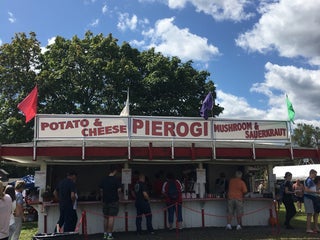 POTATO & CHEESE
PIEROGI
MUSHROOM & SAUERKRAUT